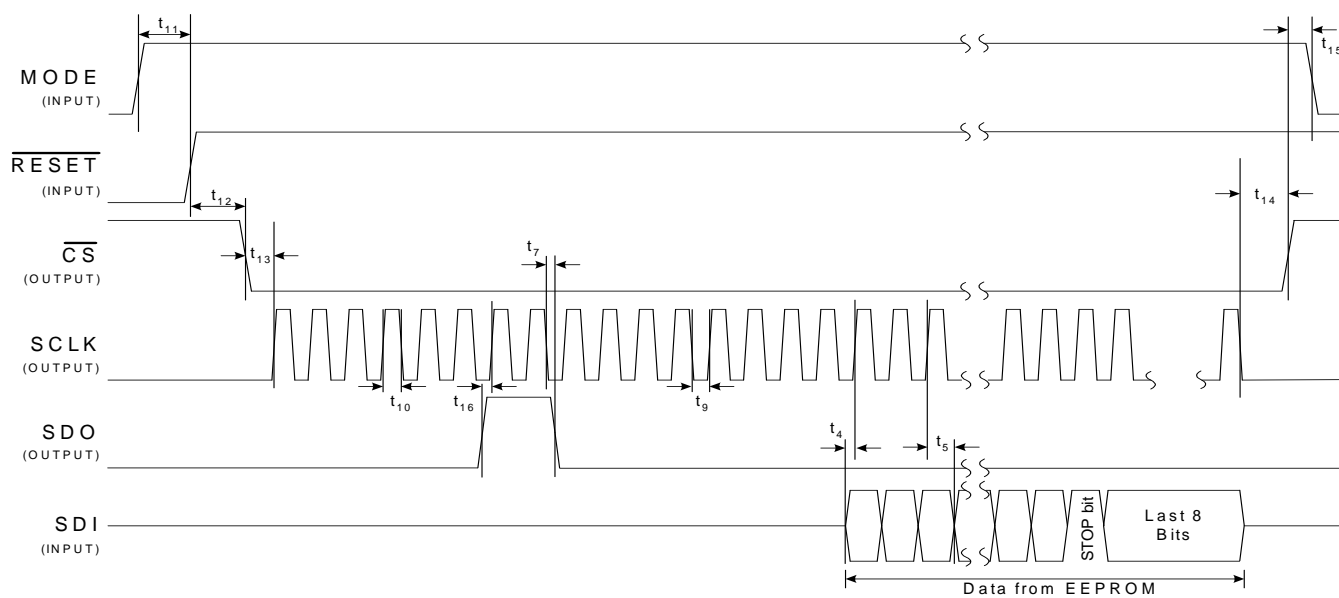 t11
t15
MODE
(INPUT)
RESET
(INPUT)
t12
t14
CS
(OUTPUT)
t13
t7
SCLK
(OUTPUT)
t10
t16
t9
SDO
(OUTPUT)
t4
t5
SDI
(INPUT)
STOP bit
Last 8
Bits
Data from EEPROM